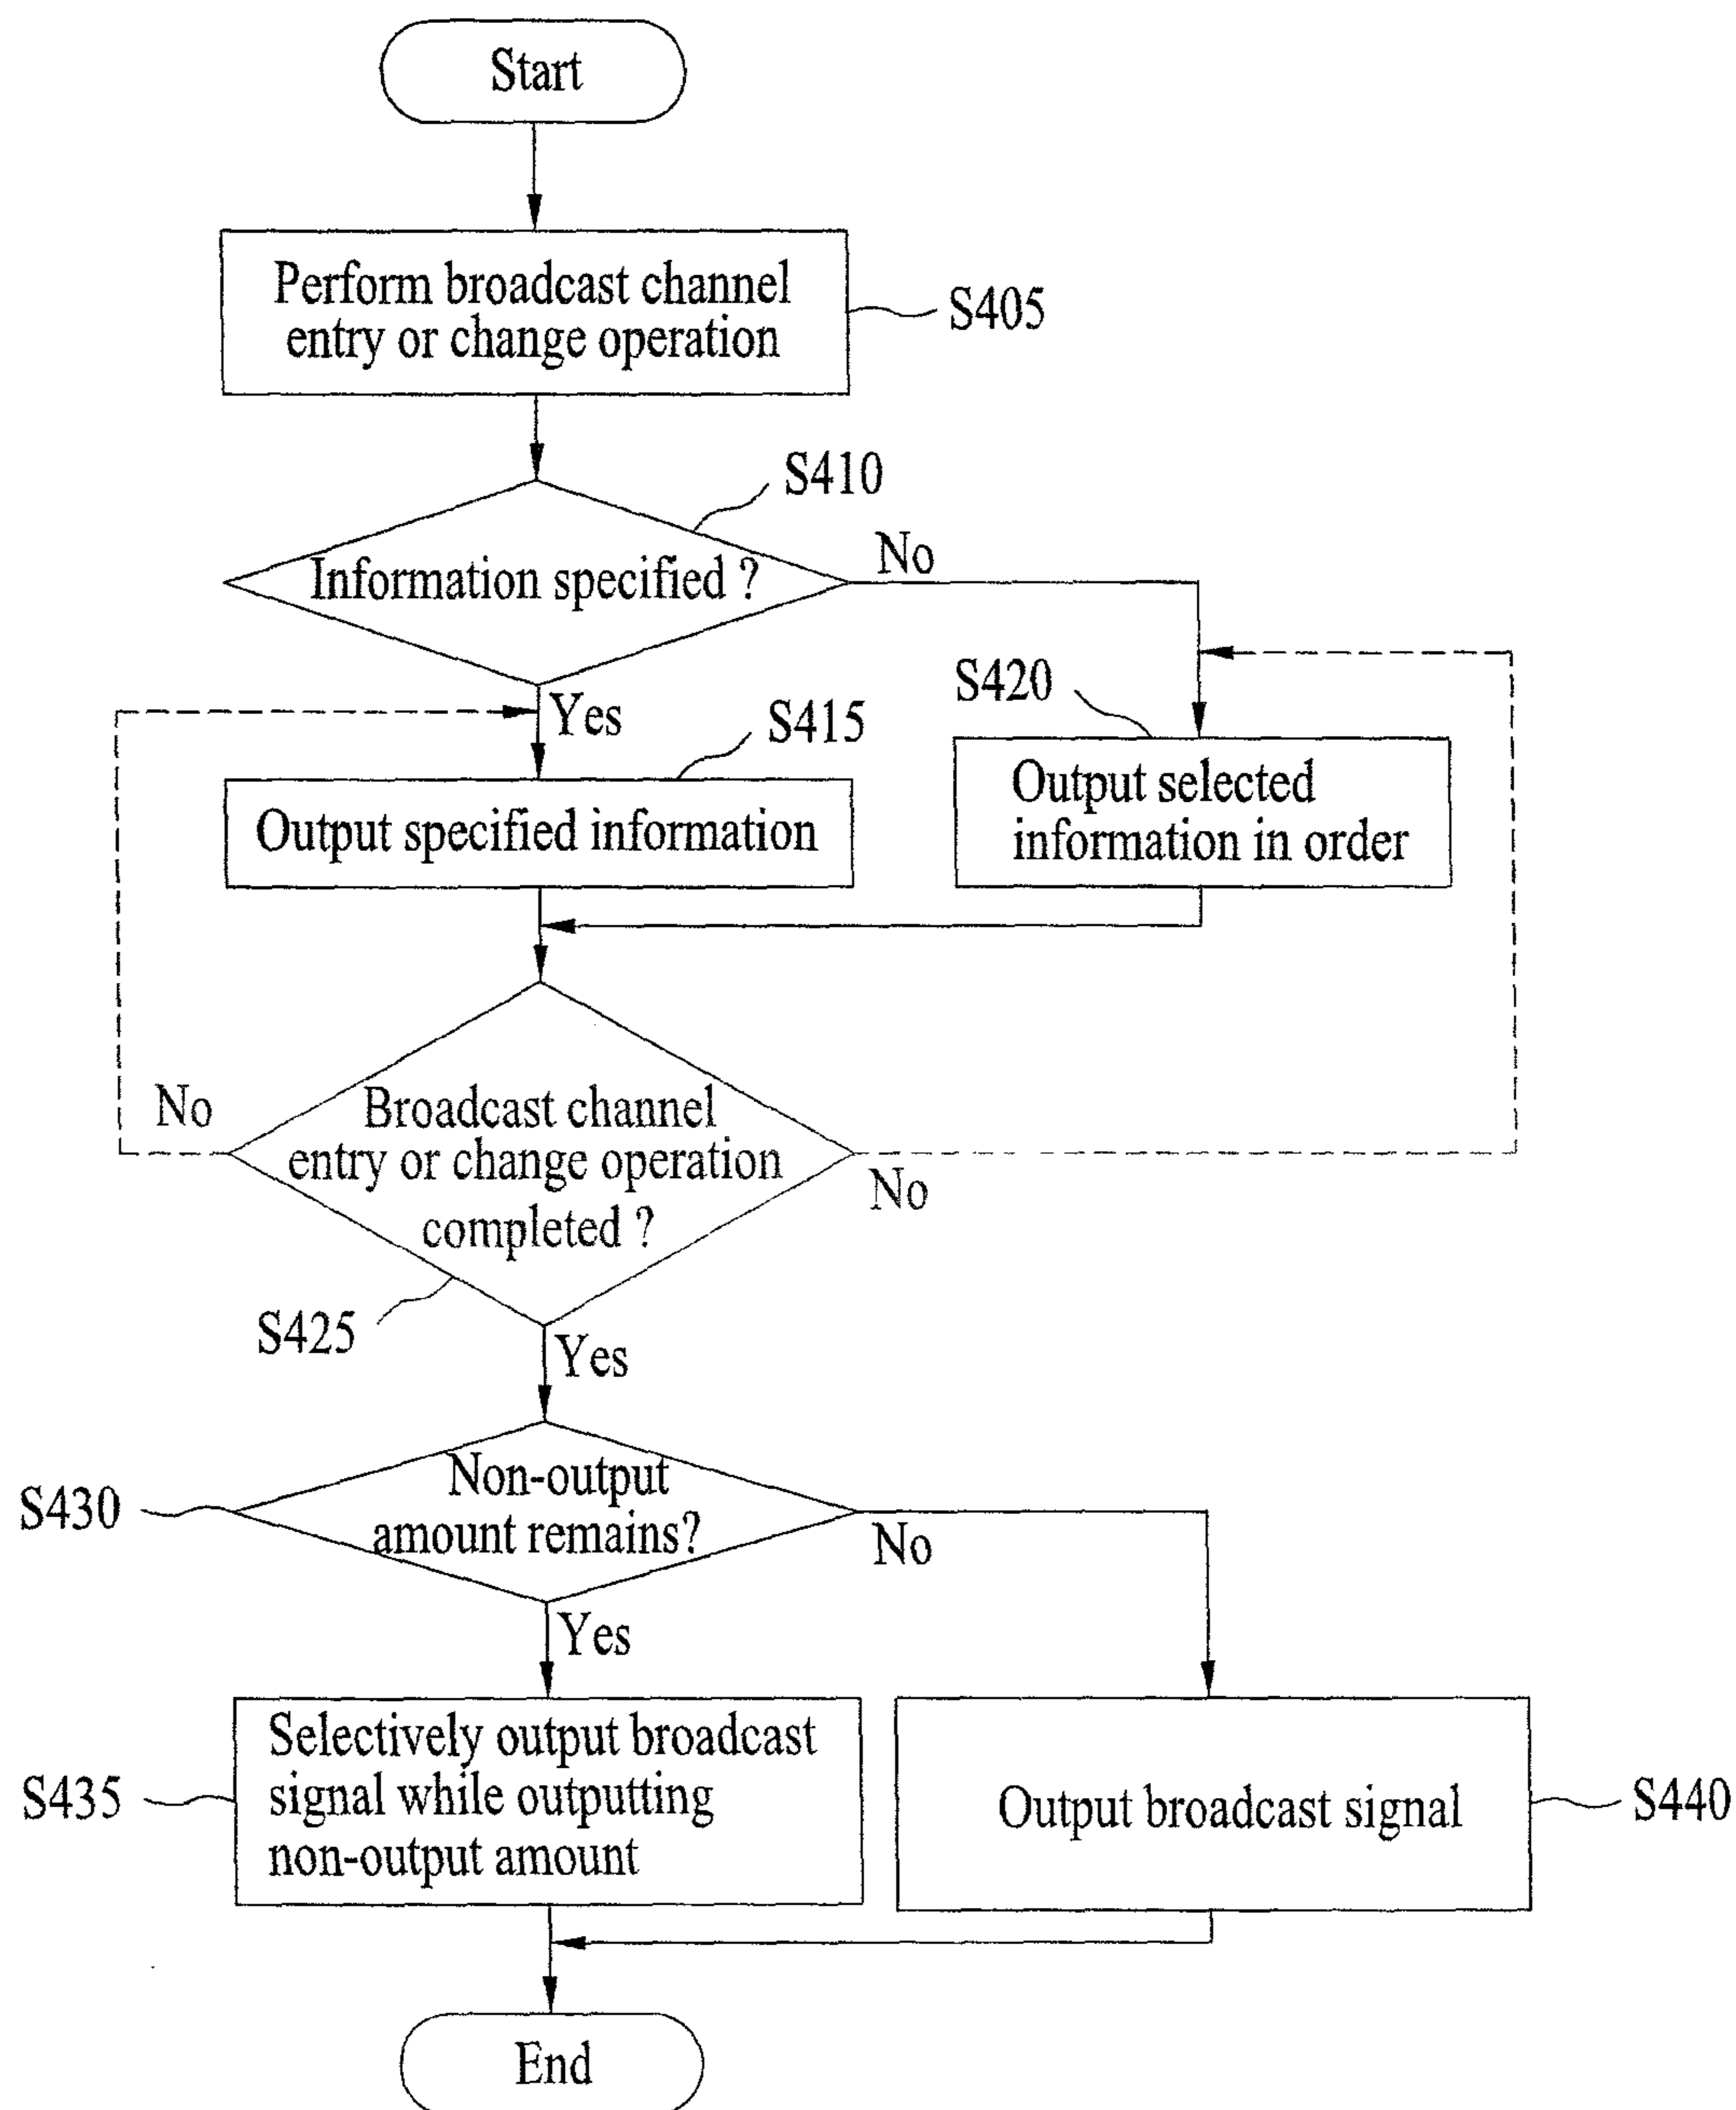 Start
Perform broadcast channel
entry or change operation
S405
S410
Information specified ?
No
Yes
S415
S420
Output specified information
Output selected
information in order
No
Broadcast channel
entry or change operation
completed ?
No
S425
Yes
S430
Non-output
amount remains?
No
Yes
S435
Selectively output broadcast
signal while outputting
non-output amount
Output broadcast signal
S440
End